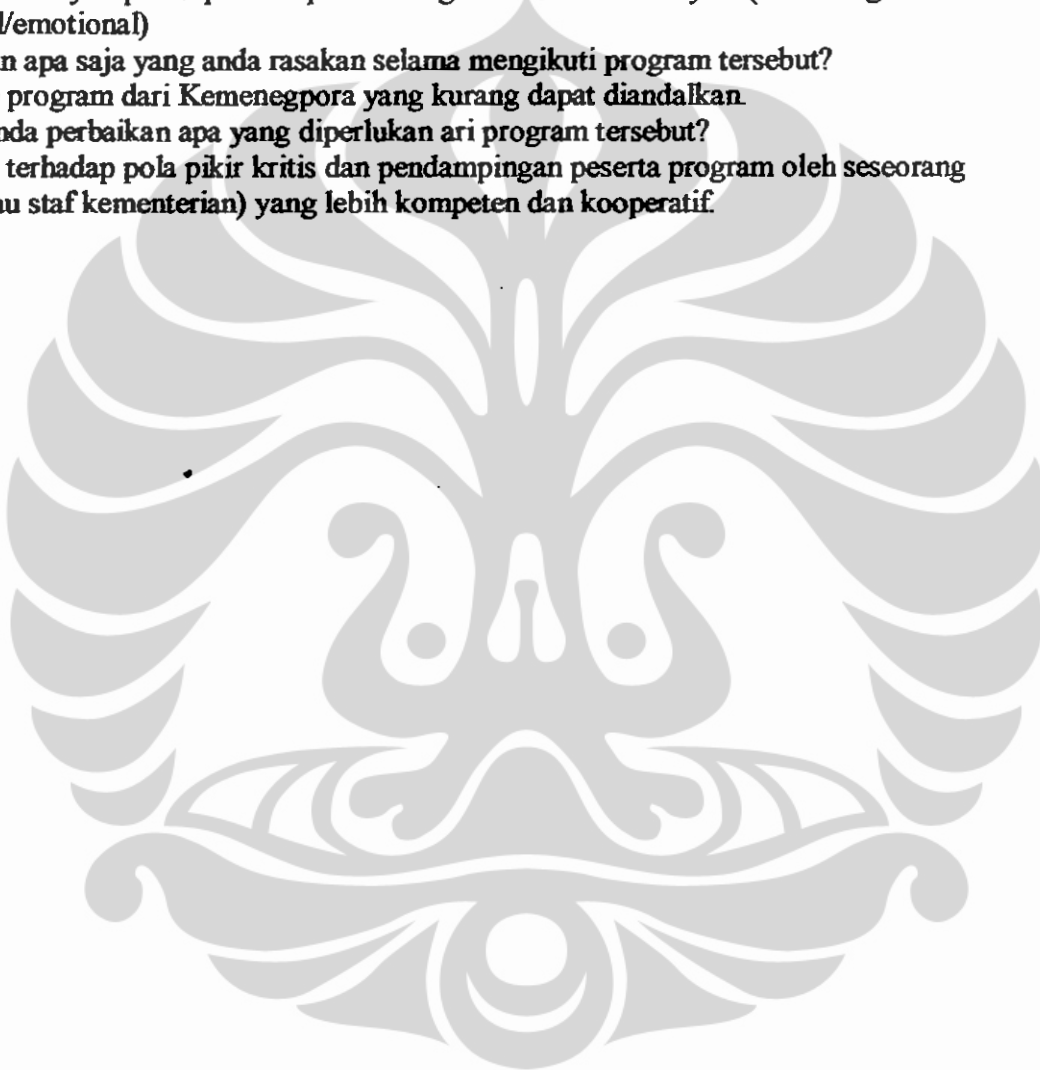 l/emotional)
n apa saja yang anda rasakan selama mengikuti program tersebut?
program dari Kemenegpora yang kurang dapat diandalkan.
nda perbaikan apa yang diperlukan ari program tersebut?
terhadap pola pikir kritis dan pendampingan peserta program oleh seseorang
au staf kementerian) yang lebih kompeten dan kooperatif.